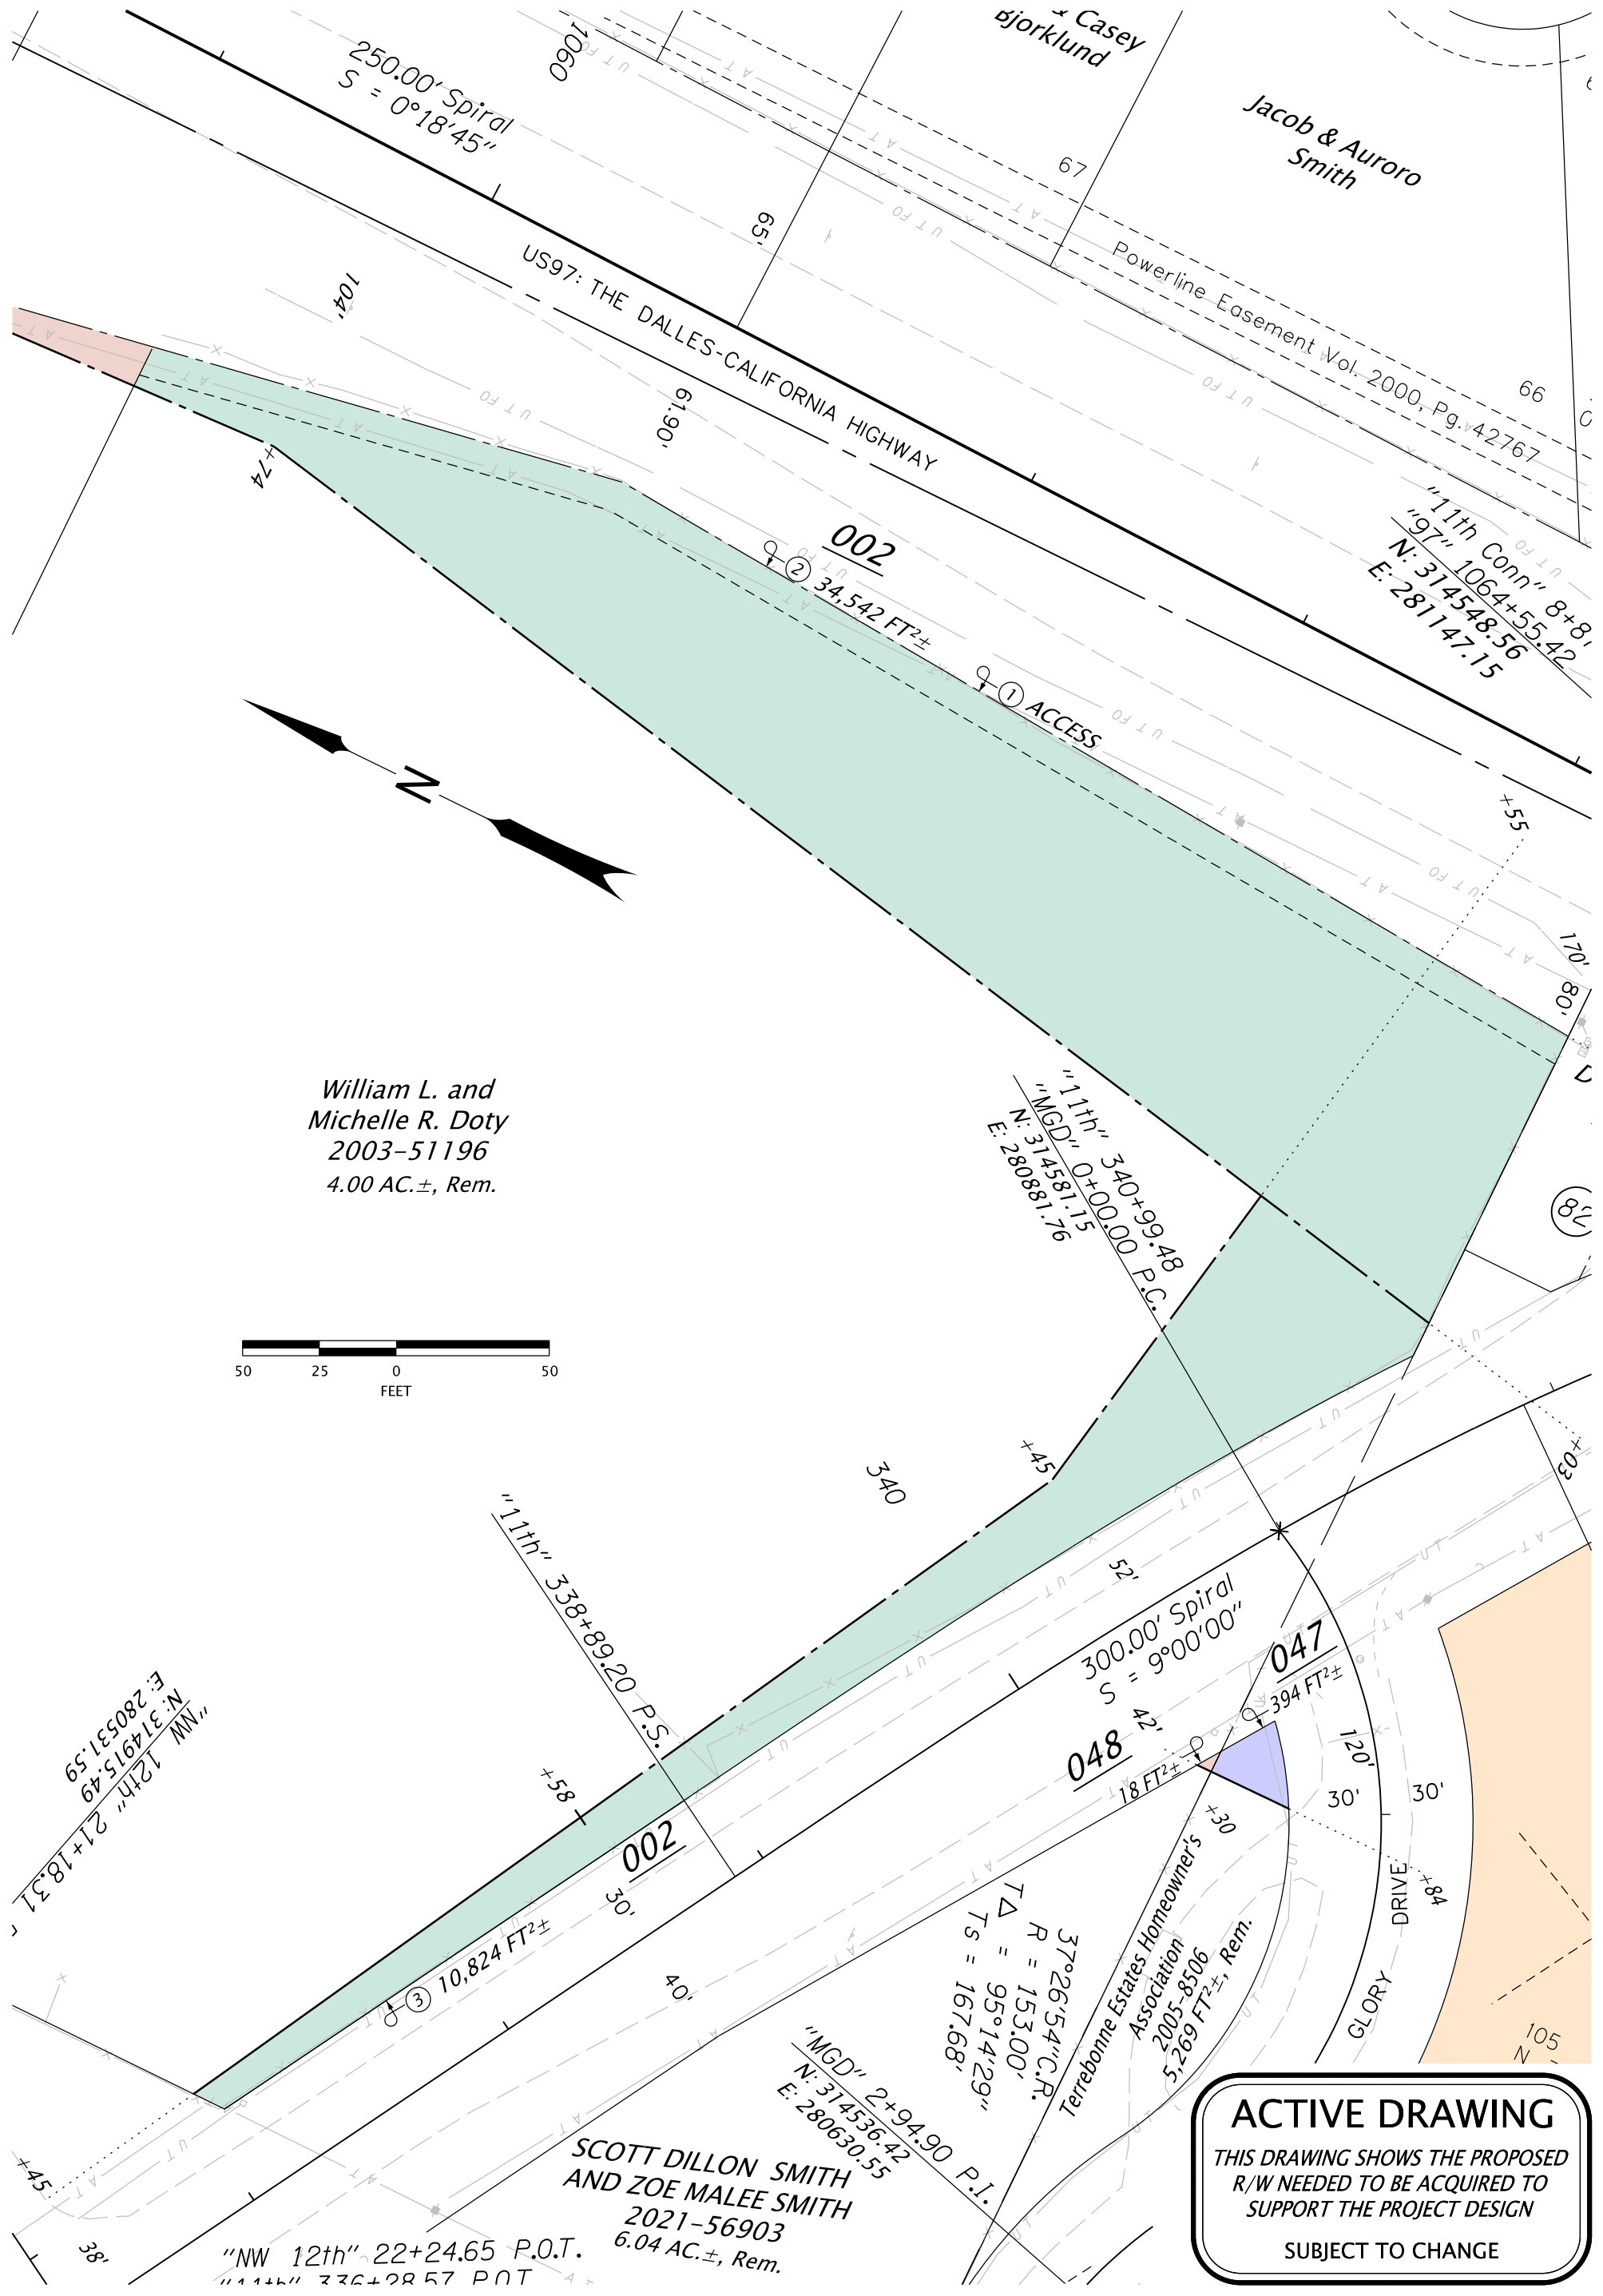 250.00' Spiral
S = 0°18'45"
1060
& Casey
Bjorklund
Jacob & Auroro
Smith
67
65'
104'
US97: THE DALLES-CALIFORNIA HIGHWAY
Powerline Easement Vol. 2000, Pg. 42767
66
61.90'
+74
002
2 34,542 FT²±
1 ACCESS
"11th Conn" 8+8
"97" 1064+55.42
N: 314548.56
E: 281147.15
N
+55
170'
80'
D
82
William L. and
Michelle R. Doty
2003-51196
4.00 AC.±, Rem.
"11th" 340+99.48
"MGD" 0+00.00 P.C.
N: 314581.15
E: 280881.76
50 25 0 50
FEET
+45
340
+03
"11th" 338+89.20 P.S.
52'
300.00' Spiral
S = 9°00'00"
047
394 FT²±
42'
048
18 FT²±
120'
30'
30'
+30
+84
"NW 12th" 21+18.31
N: 314915.49
E: 280531.59
+58
002
30'
3 10,824 FT²±
40'
37°26'54"C.R.
R = 153.00'
TΔ = 95°14'29"
Ts = 167.68'
Terrebonne Estates Homeowner's
Association
2005-8506
5,269 FT²±, Rem.
GLORY DRIVE
105
N
"MGD" 2+94.90 P.I.
N: 314536.42
E: 280630.55
SCOTT DILLON SMITH
AND ZOE MALEE SMITH
2021-56903
6.04 AC.±, Rem.
+45
38'
"NW 12th" 22+24.65 P.O.T.
"11th" 336+28.57 P.O.T.
ACTIVE DRAWING
THIS DRAWING SHOWS THE PROPOSED
R/W NEEDED TO BE ACQUIRED TO
SUPPORT THE PROJECT DESIGN
SUBJECT TO CHANGE